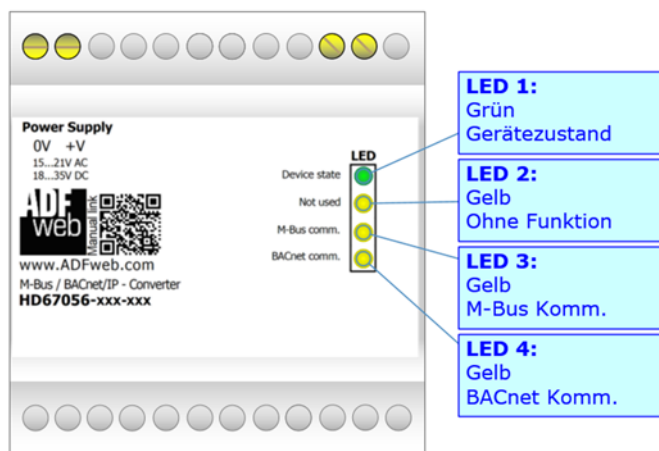 Power Supply
0V +V
15...21V AC
18...35V DC
ADF
web
Manual link
www.ADFweb.com
M-Bus / BACnet/IP - Converter
HD67056-xxx-xxx
LED
Device state
Not used
M-Bus comm.
BACnet comm.
LED 1:
Grün
Gerätezustand
LED 2:
Gelb
Ohne Funktion
LED 3:
Gelb
M-Bus Komm.
LED 4:
Gelb
BACnet Komm.